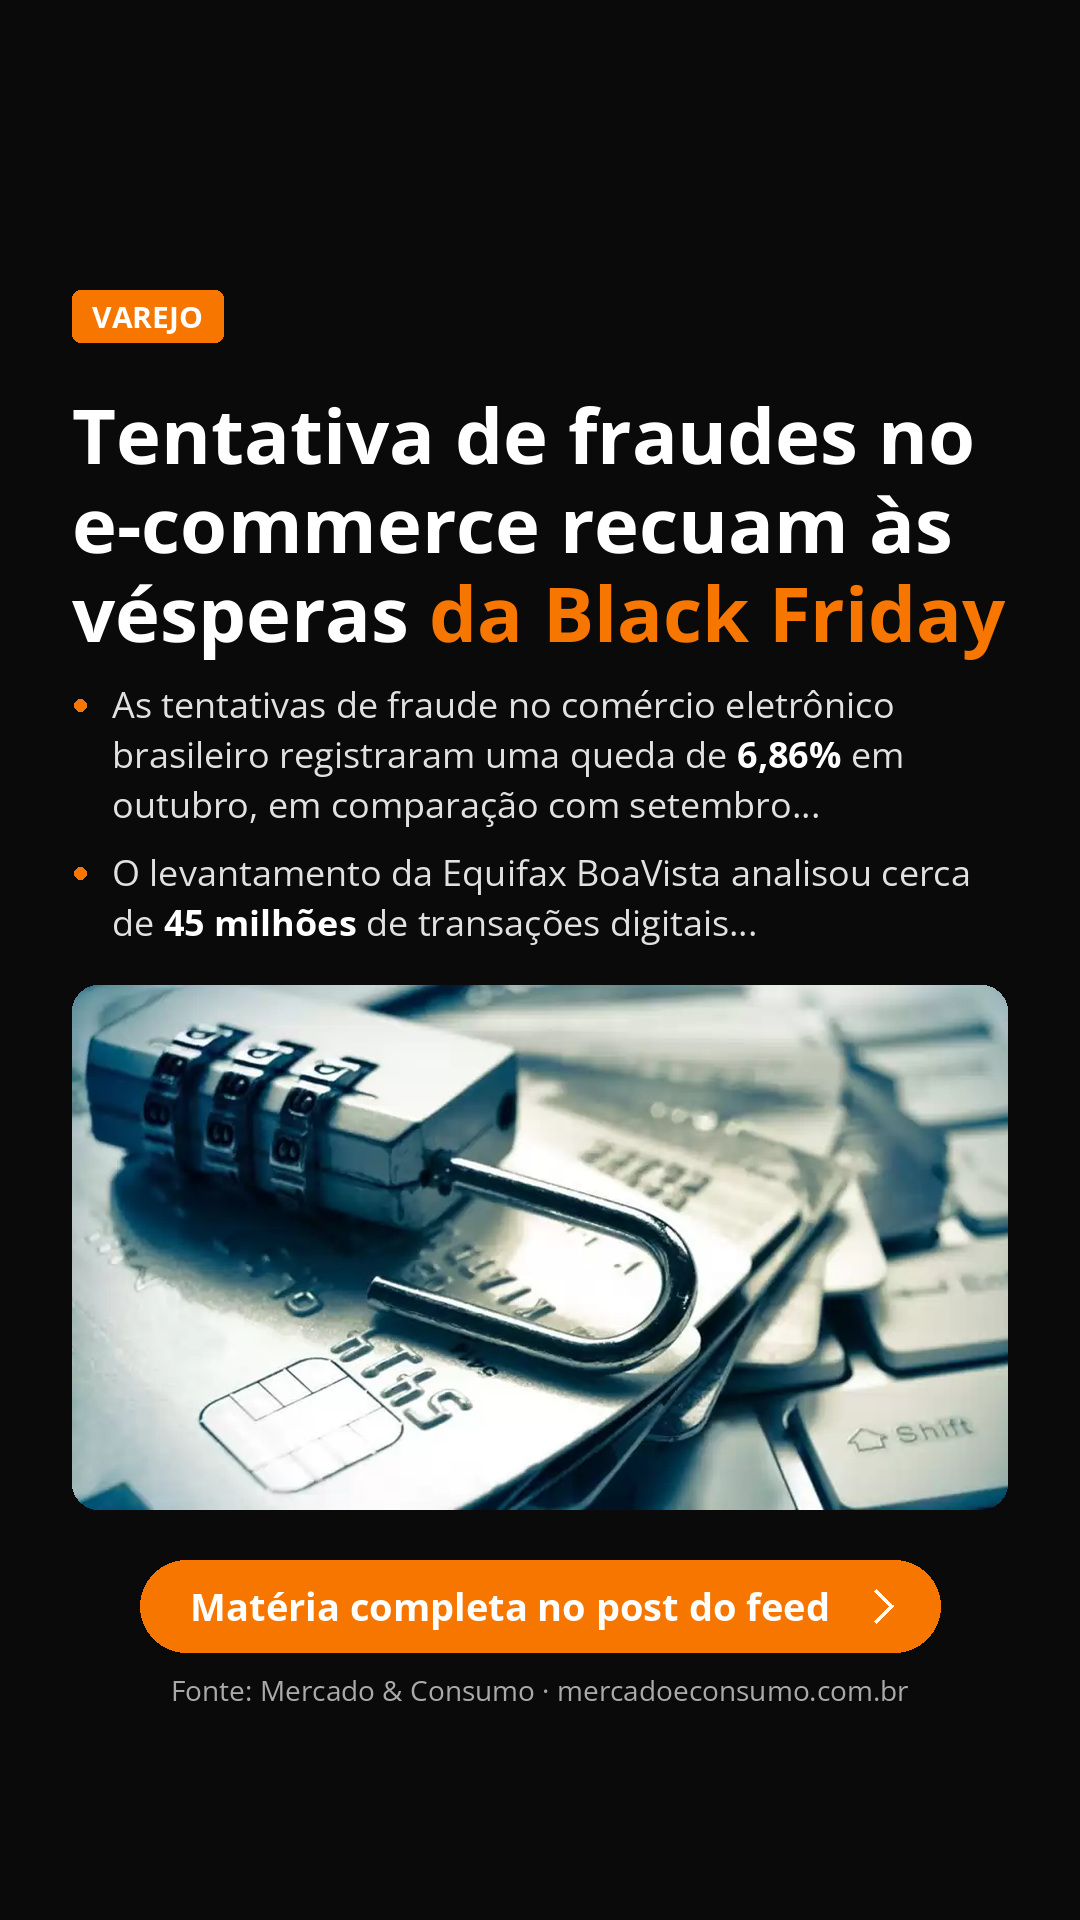 VAREJO
Tentativa de fraudes no
e-commerce recuam às
vésperas da Black Friday
• As tentativas de fraude no comércio eletrônico
brasileiro registraram uma queda de 6,86% em
outubro, em comparação com setembro...
• O levantamento da Equifax BoaVista analisou cerca
de 45 milhões de transações digitais...
Shift
Matéria completa no post do feed
Fonte: Mercado & Consumo · mercadoeconsumo.com.br